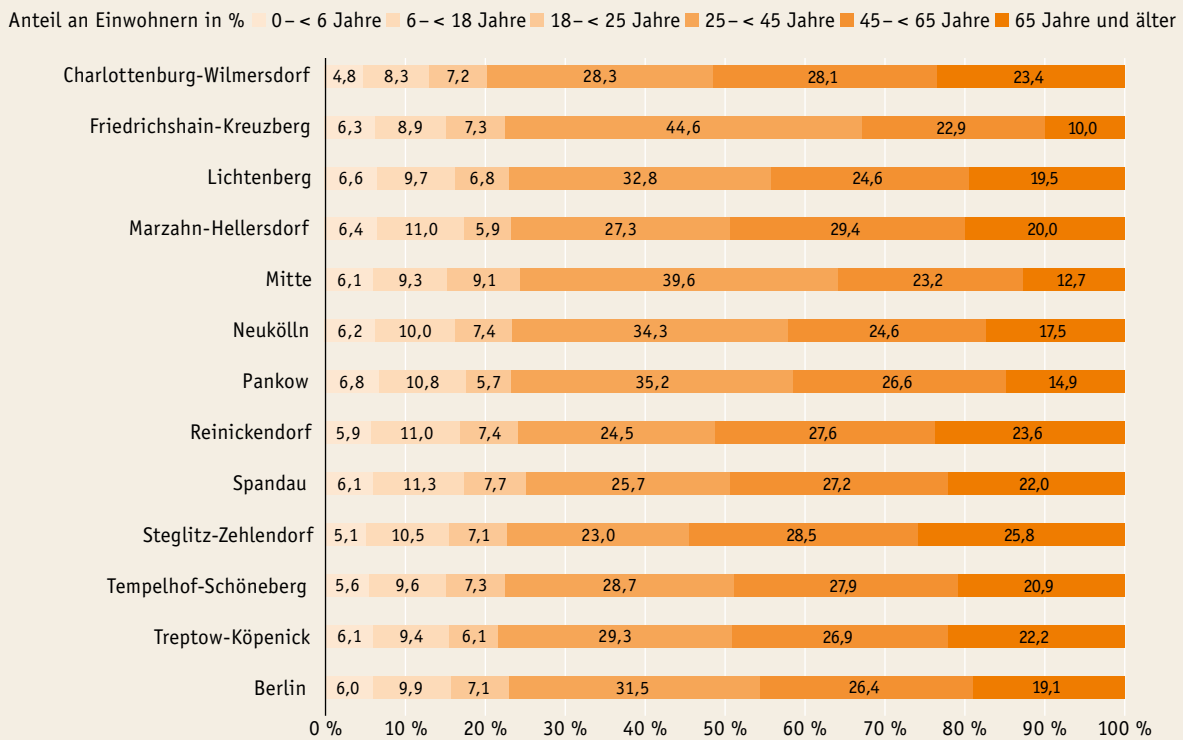 Anteil an Einwohnern in % 0–< 6 Jahre 6–< 18 Jahre 18–< 25 Jahre 25–< 45 Jahre 45–< 65 Jahre 65 Jahre und älter
Charlottenburg-Wilmersdorf 4,8 8,3 7,2 28,3 28,1 23,4
Friedrichshain-Kreuzberg 6,3 8,9 7,3 44,6 22,9 10,0
Lichtenberg 6,6 9,7 6,8 32,8 24,6 19,5
Marzahn-Hellersdorf 6,4 11,0 5,9 27,3 29,4 20,0
Mitte 6,1 9,3 9,1 39,6 23,2 12,7
Neukölln 6,2 10,0 7,4 34,3 24,6 17,5
Pankow 6,8 10,8 5,7 35,2 26,6 14,9
Reinickendorf 5,9 11,0 7,4 24,5 27,6 23,6
Spandau 6,1 11,3 7,7 25,7 27,2 22,0
Steglitz-Zehlendorf 5,1 10,5 7,1 23,0 28,5 25,8
Tempelhof-Schöneberg 5,6 9,6 7,3 28,7 27,9 20,9
Treptow-Köpenick 6,1 9,4 6,1 29,3 26,9 22,2
Berlin 6,0 9,9 7,1 31,5 26,4 19,1
0 % 10 % 20 % 30 % 40 % 50 % 60 % 70 % 80 % 90 % 100 %